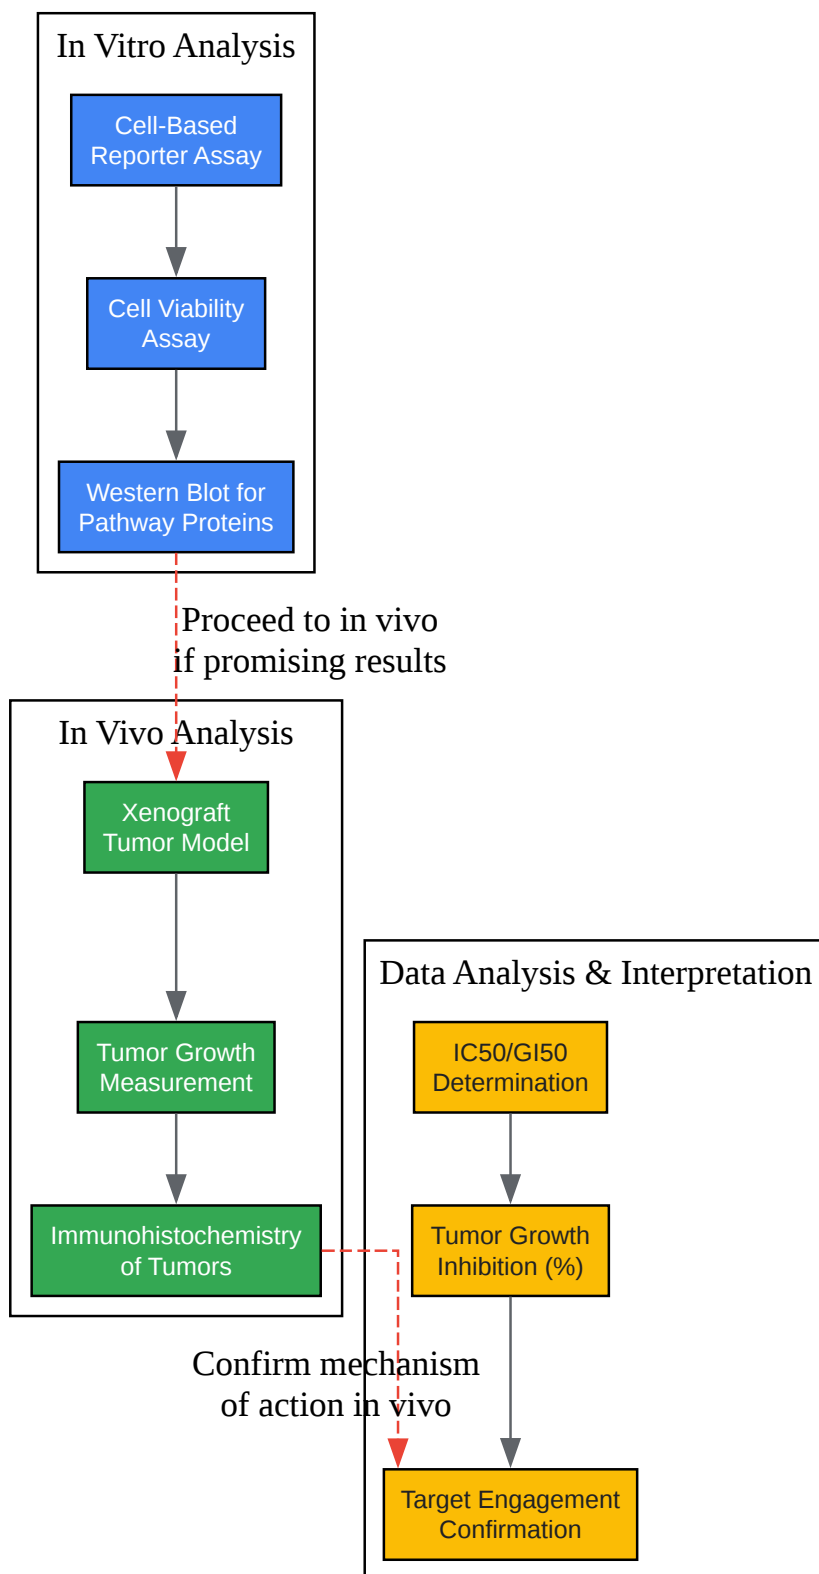 In Vitro Analysis
Cell-Based
Reporter Assay
Cell Viability
Assay
Western Blot for
Pathway Proteins
Proceed to in vivo
if promising results
In Vivo Analysis
Xenograft
Tumor Model
Tumor Growth
Measurement
Immunohistochemistry
of Tumors
Data Analysis & Interpretation
IC50/GI50
Determination
Tumor Growth
Inhibition (%)
Confirm mechanism
of action in vivo
Target Engagement
Confirmation